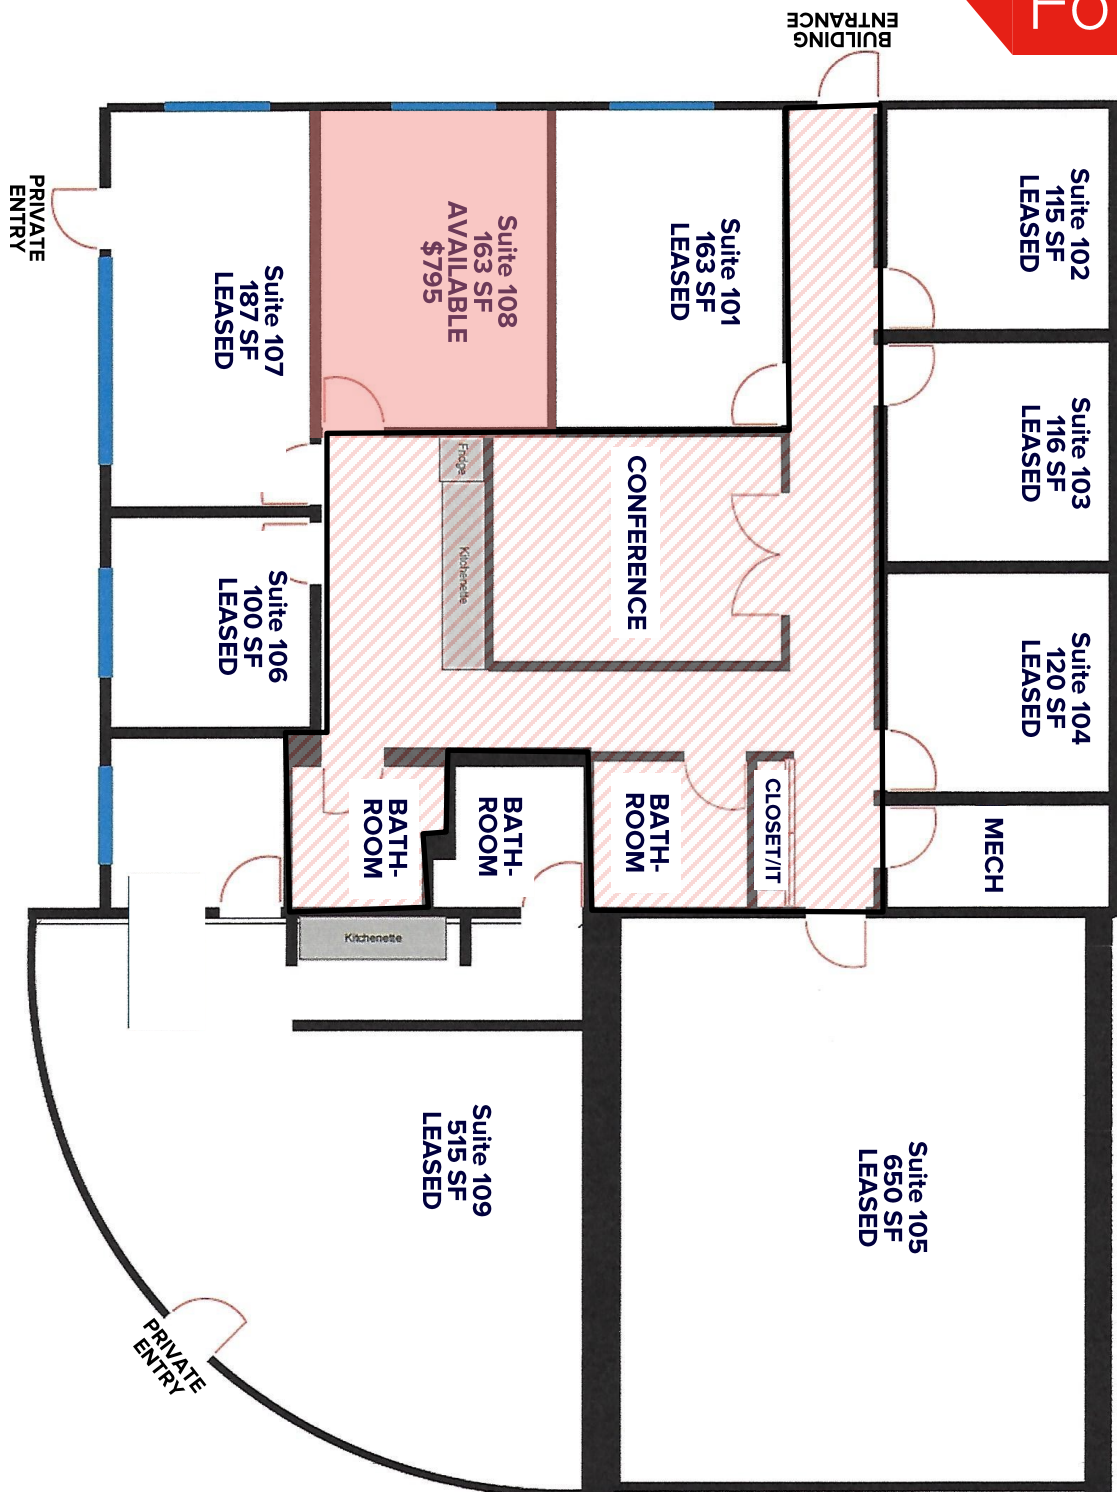 FO
BUILDING
ENTRANCE
Suite 102
115 SF
LEASED
Suite 101
163 SF
LEASED
Suite 108
163 SF
AVAILABLE
$795
Suite 107
187 SF
LEASED
PRIVATE
ENTRY
Suite 103
116 SF
LEASED
CONFERENCE
Fridge
Kitchenette
Suite 104
120 SF
LEASED
Suite 106
100 SF
LEASED
MECH
CLOSET/IT
BATH-
ROOM
BATH-
ROOM
BATH-
ROOM
Kitchenette
Suite 105
650 SF
LEASED
Suite 109
515 SF
LEASED
PRIVATE
ENTRY